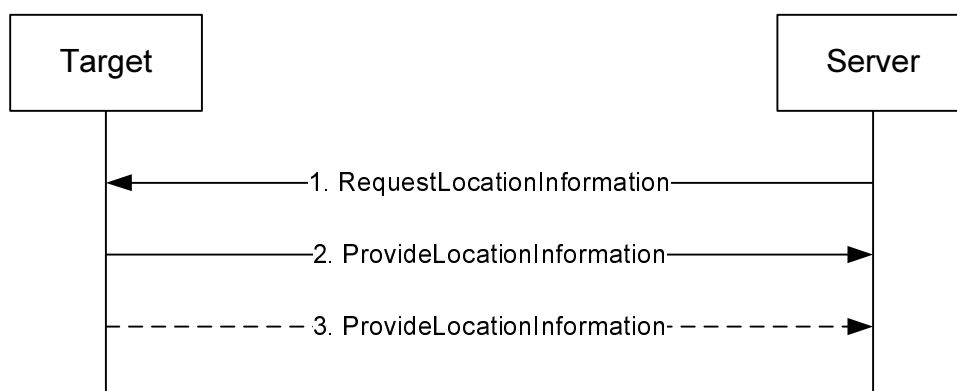 Target
Server
1. RequestLocationInformation
2. ProvideLocationInformation
3. ProvideLocationInformation